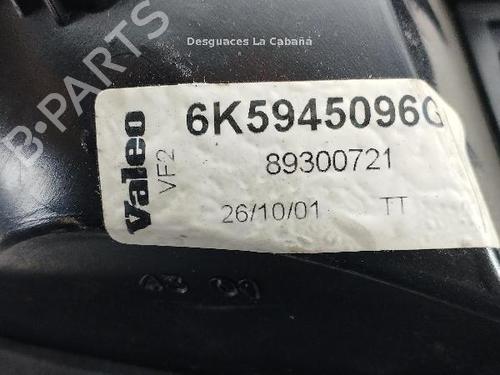 Desguaces La Cabaña
B-PARTS
6K5945096G
Valeo
VF2
89300721
26/10/01 TT